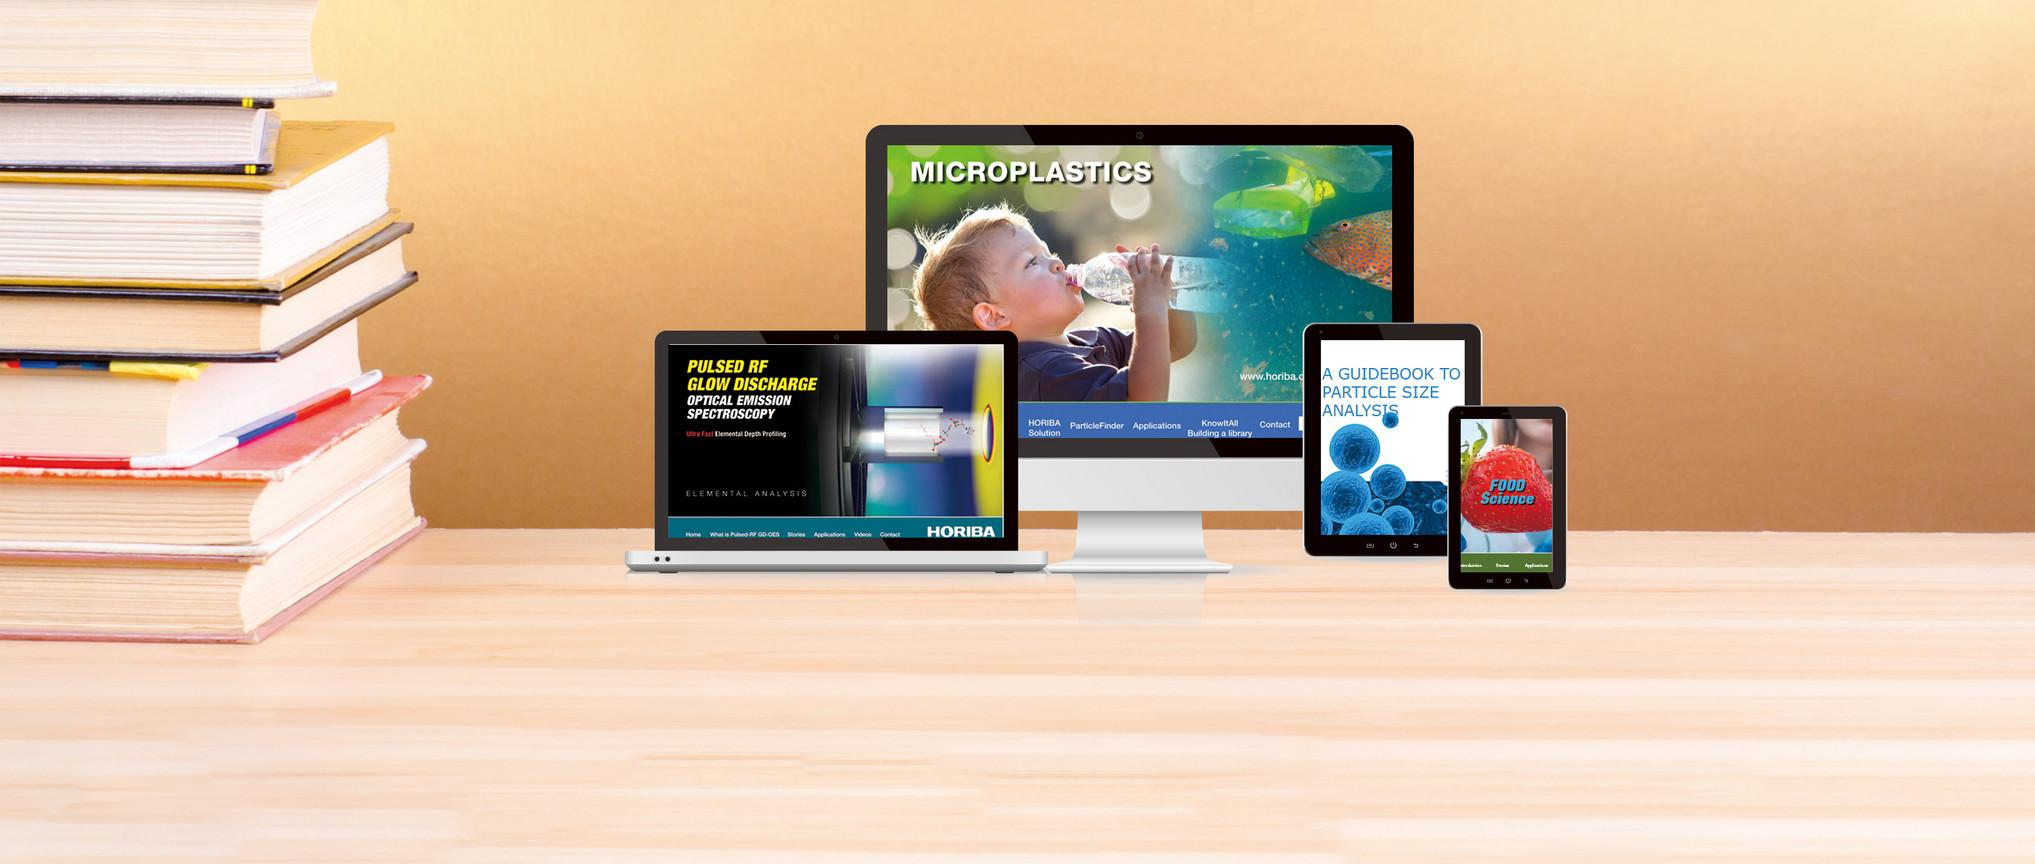 MICROPLASTICS
www.horiba.c
HORIBA
Solution
ParticleFinder
Applications
KnowItAll
Building a library
Contact
PULSED RF
GLOW DISCHARGE
OPTICAL EMISSION
SPECTROSCOPY
Ultra Fast Elemental Depth Profiling
ELEMENTAL ANALYSIS
Home What is Pulsed-RF GD-OES Stories Applications Videos Contact HORIBA
A GUIDEBOOK TO
PARTICLE SIZE
ANALYSIS
FOOD
Science
Introduction Stories Applications